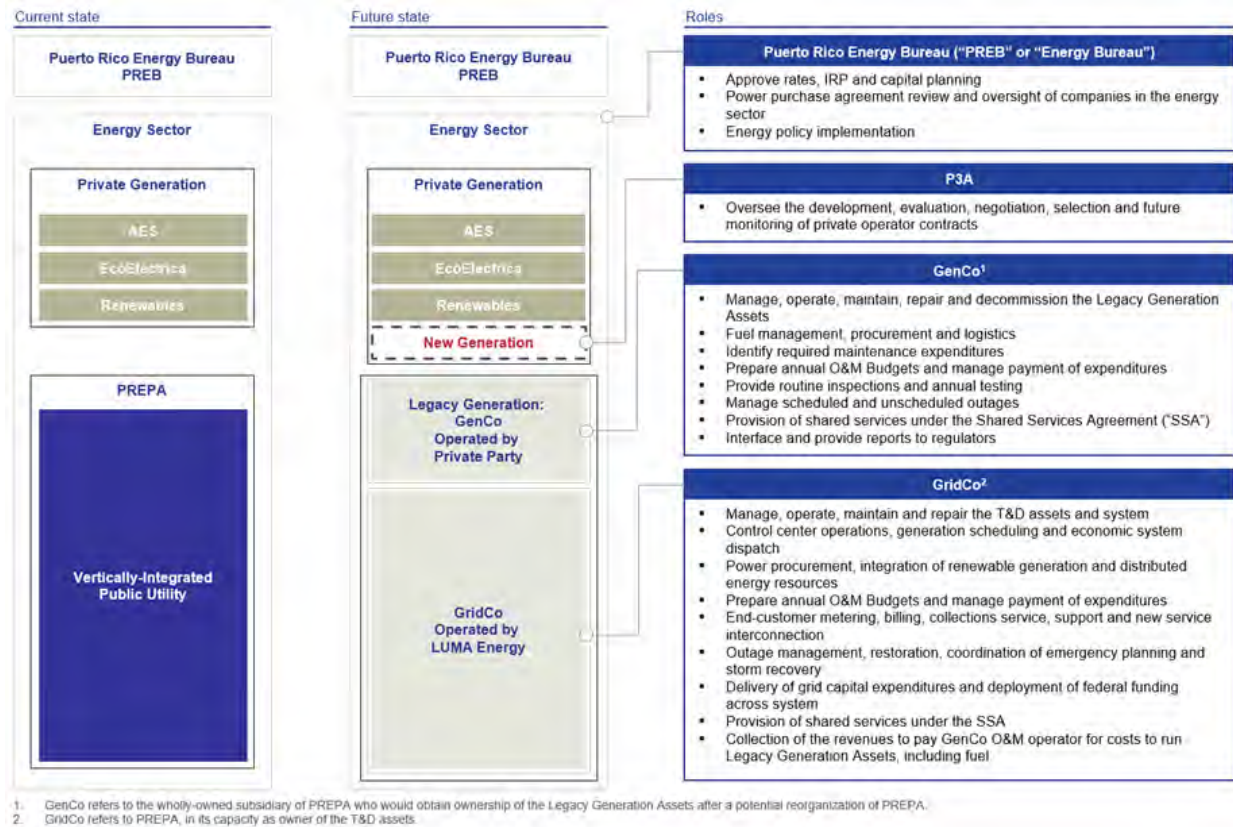 Current state
Puerto Rico Energy Bureau
PREB
Energy Sector
Private Generation
AES
EcoElectrica
Renewables
PREPA
Vertically-Integrated
Public Utility
Future state
Puerto Rico Energy Bureau
PREB
Energy Sector
Private Generation
AES
EcoElectrica
Renewables
New Generation
Legacy Generation:
GenCo
Operated by
Private Party
GridCo
Operated by
LUMA Energy
Roles
Puerto Rico Energy Bureau ("PREB" or "Energy Bureau")
▪ Approve rates, IRP and capital planning
▪ Power purchase agreement review and oversight of companies in the energy
sector
▪ Energy policy implementation
P3A
▪ Oversee the development, evaluation, negotiation, selection and future
monitoring of private operator contracts
GenCo¹
▪ Manage, operate, maintain, repair and decommission the Legacy Generation
Assets
▪ Fuel management, procurement and logistics
▪ Identify required maintenance expenditures
▪ Prepare annual O&M Budgets and manage payment of expenditures
▪ Provide routine inspections and annual testing
▪ Manage scheduled and unscheduled outages
▪ Provision of shared services under the Shared Services Agreement ("SSA")
▪ Interface and provide reports to regulators
GridCo²
▪ Manage, operate, maintain and repair the T&D assets and system
▪ Control center operations, generation scheduling and economic system
dispatch
▪ Power procurement, integration of renewable generation and distributed
energy resources
▪ Prepare annual O&M Budgets and manage payment of expenditures
▪ End-customer metering, billing, collections service, support and new service
interconnection
▪ Outage management, restoration, coordination of emergency planning and
storm recovery
▪ Delivery of grid capital expenditures and deployment of federal funding
across system
▪ Provision of shared services under the SSA
▪ Collection of the revenues to pay GenCo O&M operator for costs to run
Legacy Generation Assets, including fuel
1. GenCo refers to the wholly-owned subsidiary of PREPA who would obtain ownership of the Legacy Generation Assets after a potential reorganization of PREPA.
2. GridCo refers to PREPA, in its capacity as owner of the T&D assets.